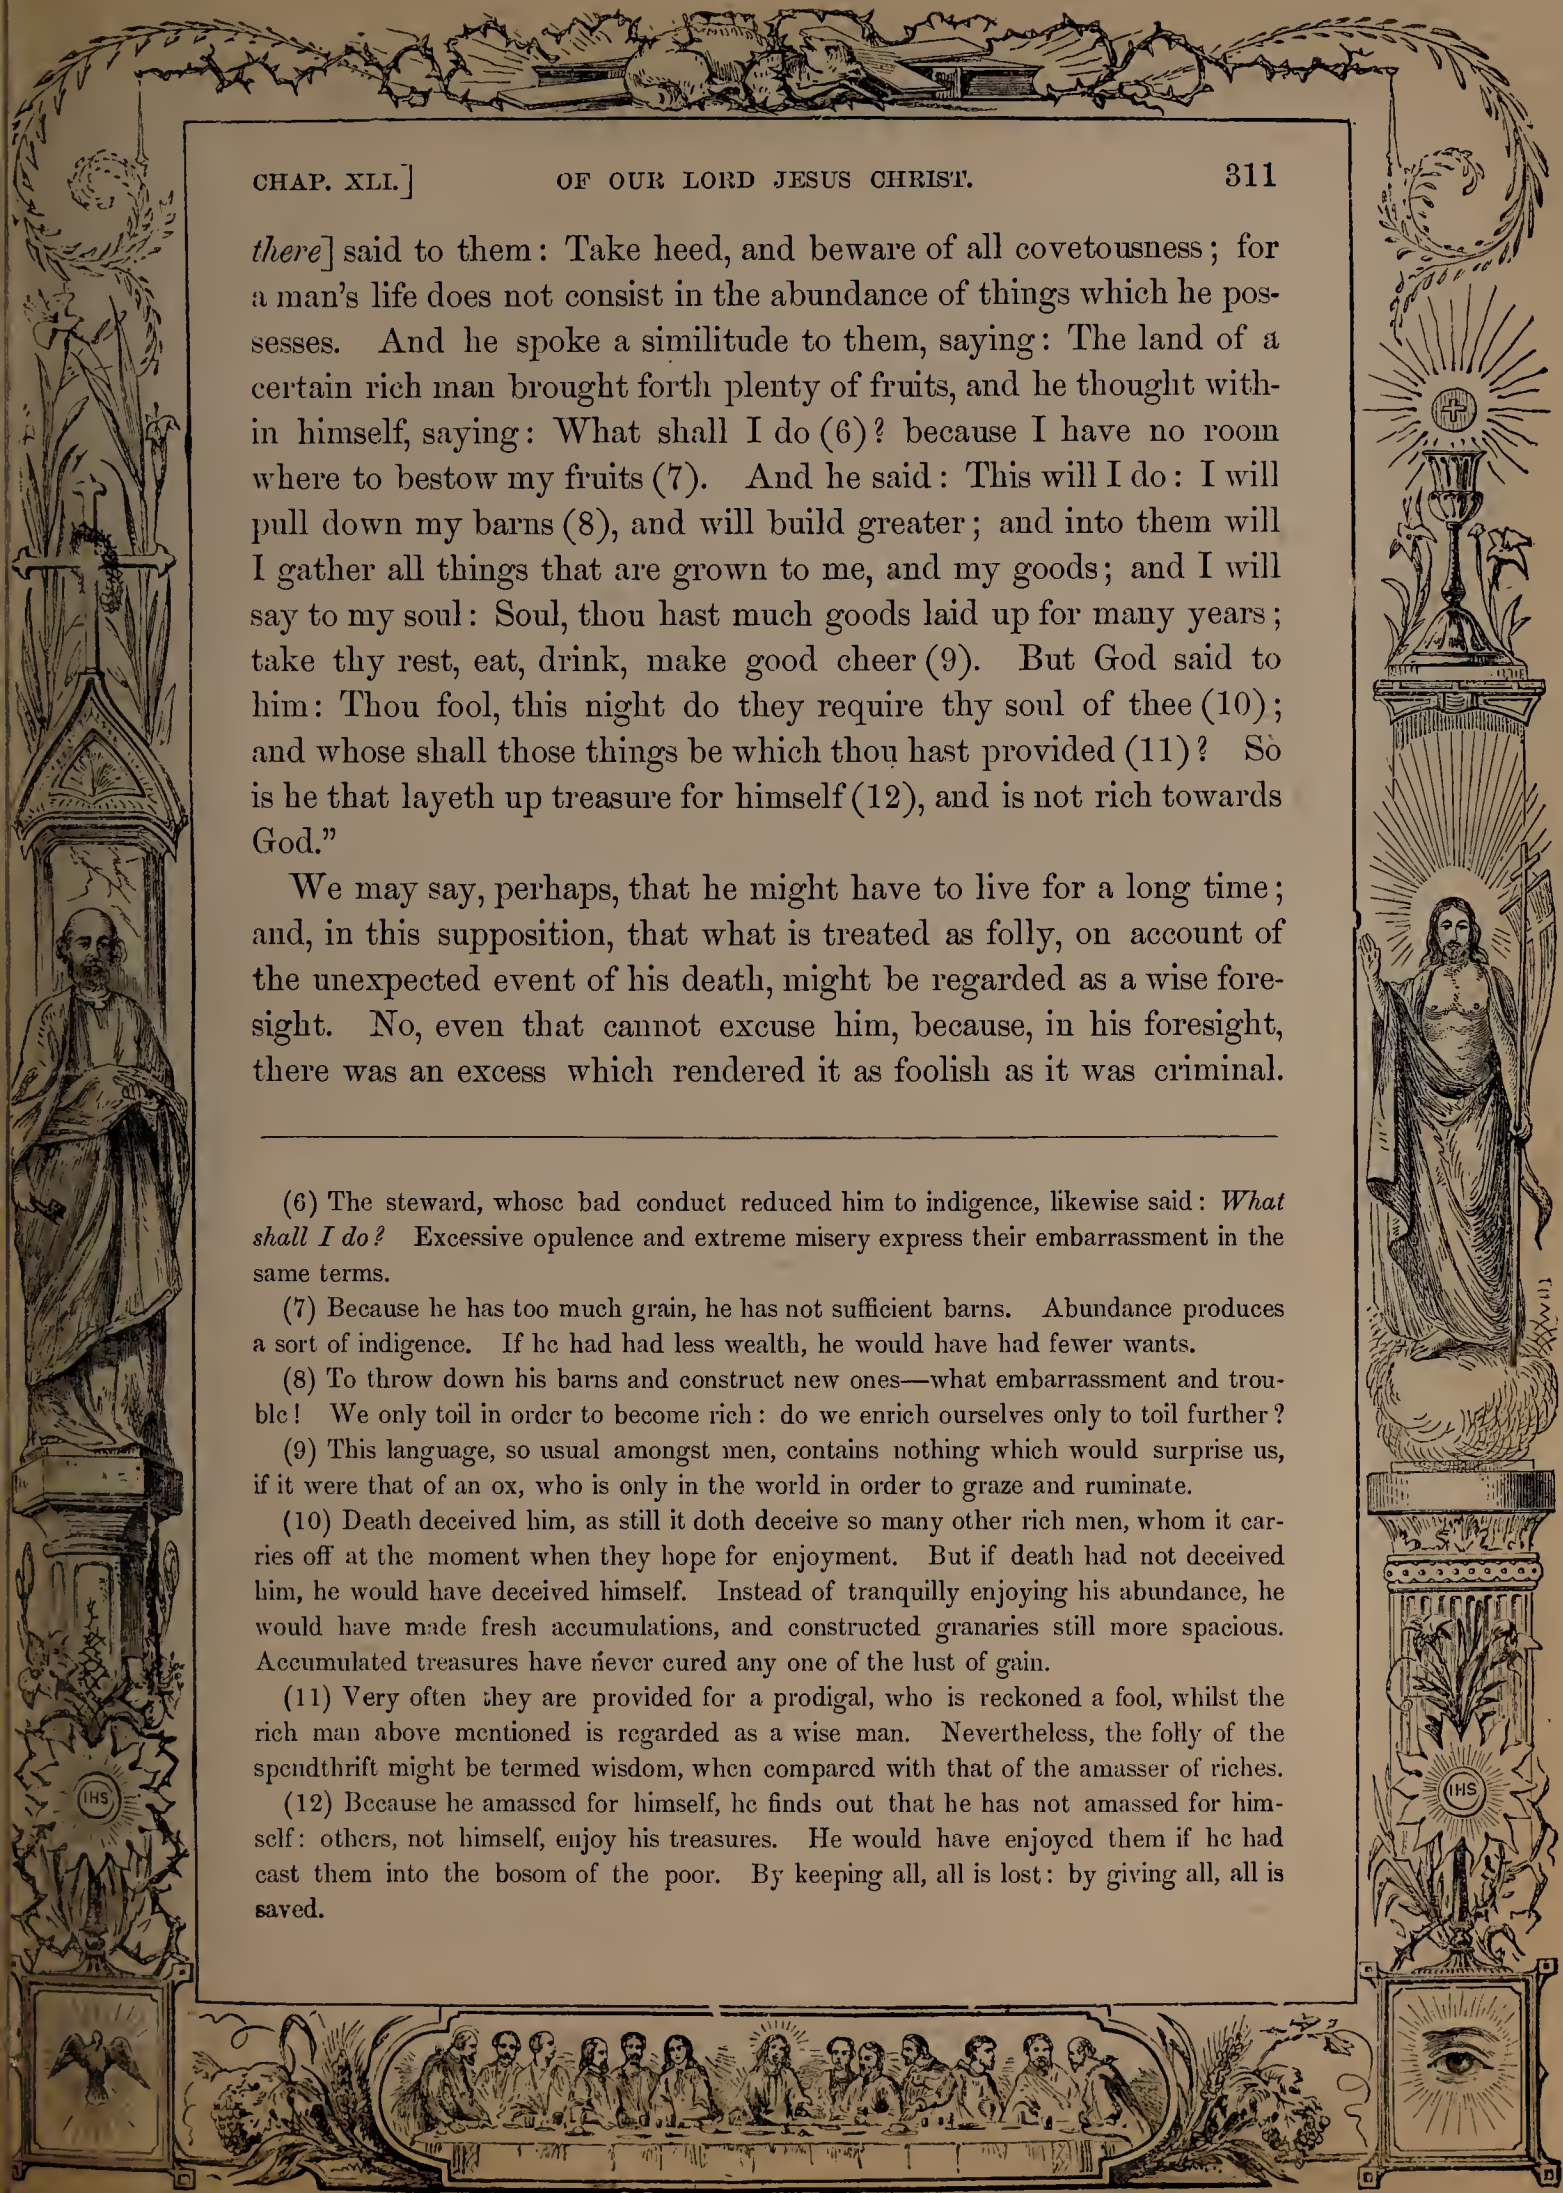 CHAP. XLI.] OF OUR LORD JESUS CHRIST. 311
there] said to them: Take heed, and beware of all covetousness; for
a man's life does not consist in the abundance of things which he pos-
sesses. And he spoke a similitude to them, saying: The land of a
certain rich man brought forth plenty of fruits, and he thought with-
in himself, saying: What shall I do (6)? because I have no room
where to bestow my fruits (7). And he said: This will I do: I will
pull down my barns (8), and will build greater; and into them will
I gather all things that are grown to me, and my goods; and I will
say to my soul: Soul, thou hast much goods laid up for many years;
take thy rest, eat, drink, make good cheer (9). But God said to
him: Thou fool, this night do they require thy soul of thee (10);
and whose shall those things be which thou hast provided (11)? So
is he that layeth up treasure for himself (12), and is not rich towards
God."
We may say, perhaps, that he might have to live for a long time;
and, in this supposition, that what is treated as folly, on account of
the unexpected event of his death, might be regarded as a wise fore-
sight. No, even that cannot excuse him, because, in his foresight,
there was an excess which rendered it as foolish as it was criminal.
(6) The steward, whose bad conduct reduced him to indigence, likewise said: What
shall I do? Excessive opulence and extreme misery express their embarrassment in the
same terms.
(7) Because he has too much grain, he has not sufficient barns. Abundance produces
a sort of indigence. If he had had less wealth, he would have had fewer wants.
(8) To throw down his barns and construct new ones—what embarrassment and trou-
ble! We only toil in order to become rich: do we enrich ourselves only to toil further?
(9) This language, so usual amongst men, contains nothing which would surprise us,
if it were that of an ox, who is only in the world in order to graze and ruminate.
(10) Death deceived him, as still it doth deceive so many other rich men, whom it car-
ries off at the moment when they hope for enjoyment. But if death had not deceived
him, he would have deceived himself. Instead of tranquilly enjoying his abundance, he
would have made fresh accumulations, and constructed granaries still more spacious.
Accumulated treasures have never cured any one of the lust of gain.
(11) Very often they are provided for a prodigal, who is reckoned a fool, whilst the
rich man above mentioned is regarded as a wise man. Nevertheless, the folly of the
spendthrift might be termed wisdom, when compared with that of the amasser of riches.
(12) Because he amassed for himself, he finds out that he has not amassed for him-
self: others, not himself, enjoy his treasures. He would have enjoyed them if he had
cast them into the bosom of the poor. By keeping all, all is lost: by giving all, all is
saved.
IHS
IHS